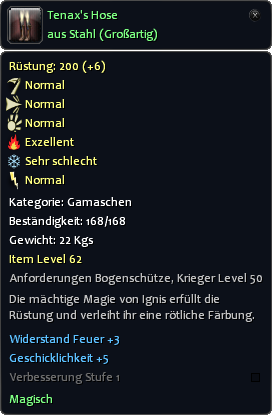 Tenax's Hose
aus Stahl (Großartig)
Rüstung: 200 (+6)
Normal
Normal
Normal
Exzellent
Sehr schlecht
Normal
Kategorie: Gamaschen
Beständigkeit: 168/168
Gewicht: 22 Kgs
Item Level 62
Anforderungen Bogenschütze, Krieger Level 50
Die mächtige Magie von Ignis erfüllt die
Rüstung und verleiht ihr eine rötliche Färbung.
Widerstand Feuer +3
Geschicklichkeit +5
Verbesserung Stufe 1
Magisch